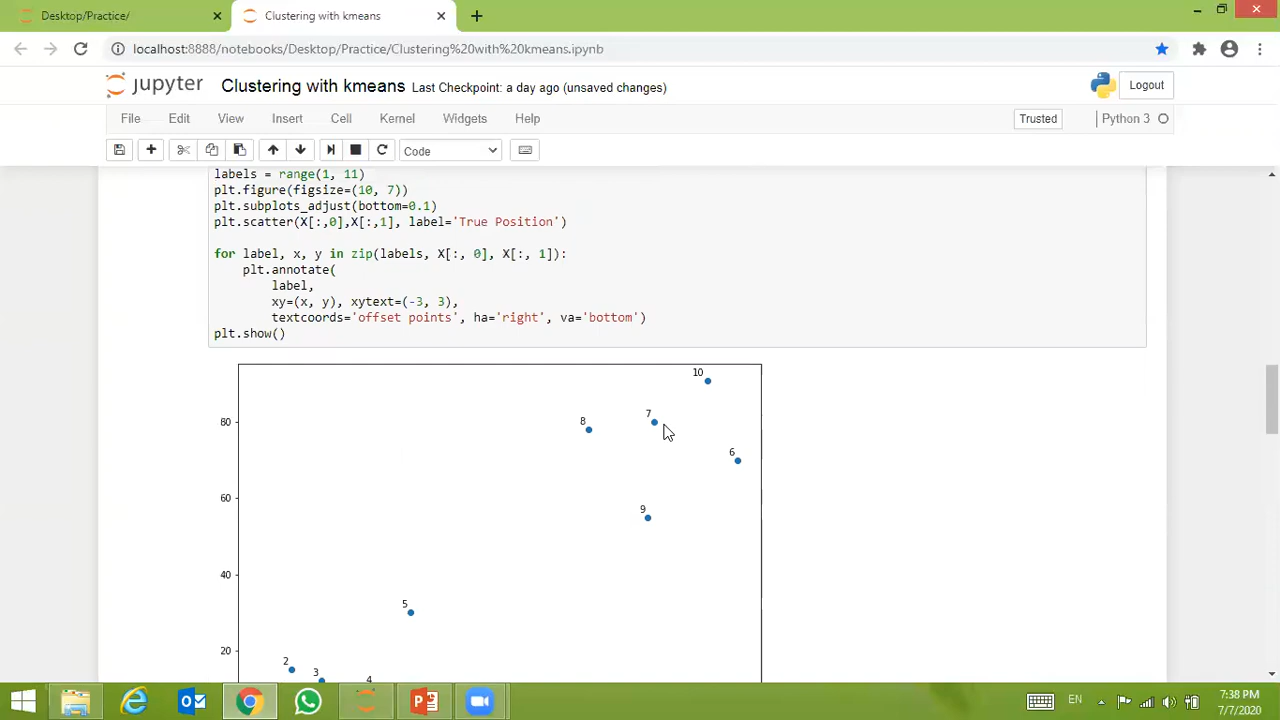 Desktop/Practice/
Clustering with kmeans
localhost:8888/notebooks/Desktop/Practice/Clustering%20with%20kmeans.ipynb
jupyter Clustering with kmeans Last Checkpoint: a day ago (unsaved changes) Logout
File Edit View Insert Cell Kernel Widgets Help Trusted Python 3
Code
labels = range(1, 11)
plt.figure(figsize=(10, 7))
plt.subplots_adjust(bottom=0.1)
plt.scatter(X[:,0],X[:,1], label='True Position')
for label, x, y in zip(labels, X[:, 0], X[:, 1]):
plt.annotate(
label,
xy=(x, y), xytext=(-3, 3),
textcoords='offset points', ha='right', va='bottom')
plt.show()
10
7
80
8
6
60
9
40
5
20
2
3
4
EN
7:38 PM
7/7/2020